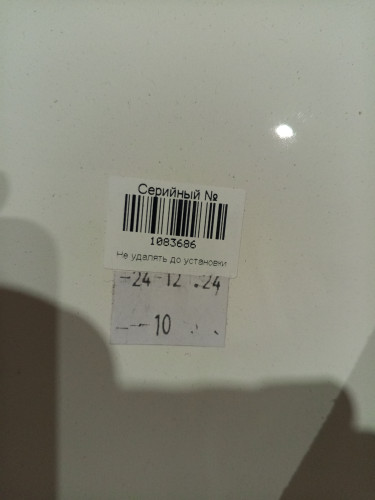 Серийный №
1083686
Не удалять до установки
-24-12.24
10